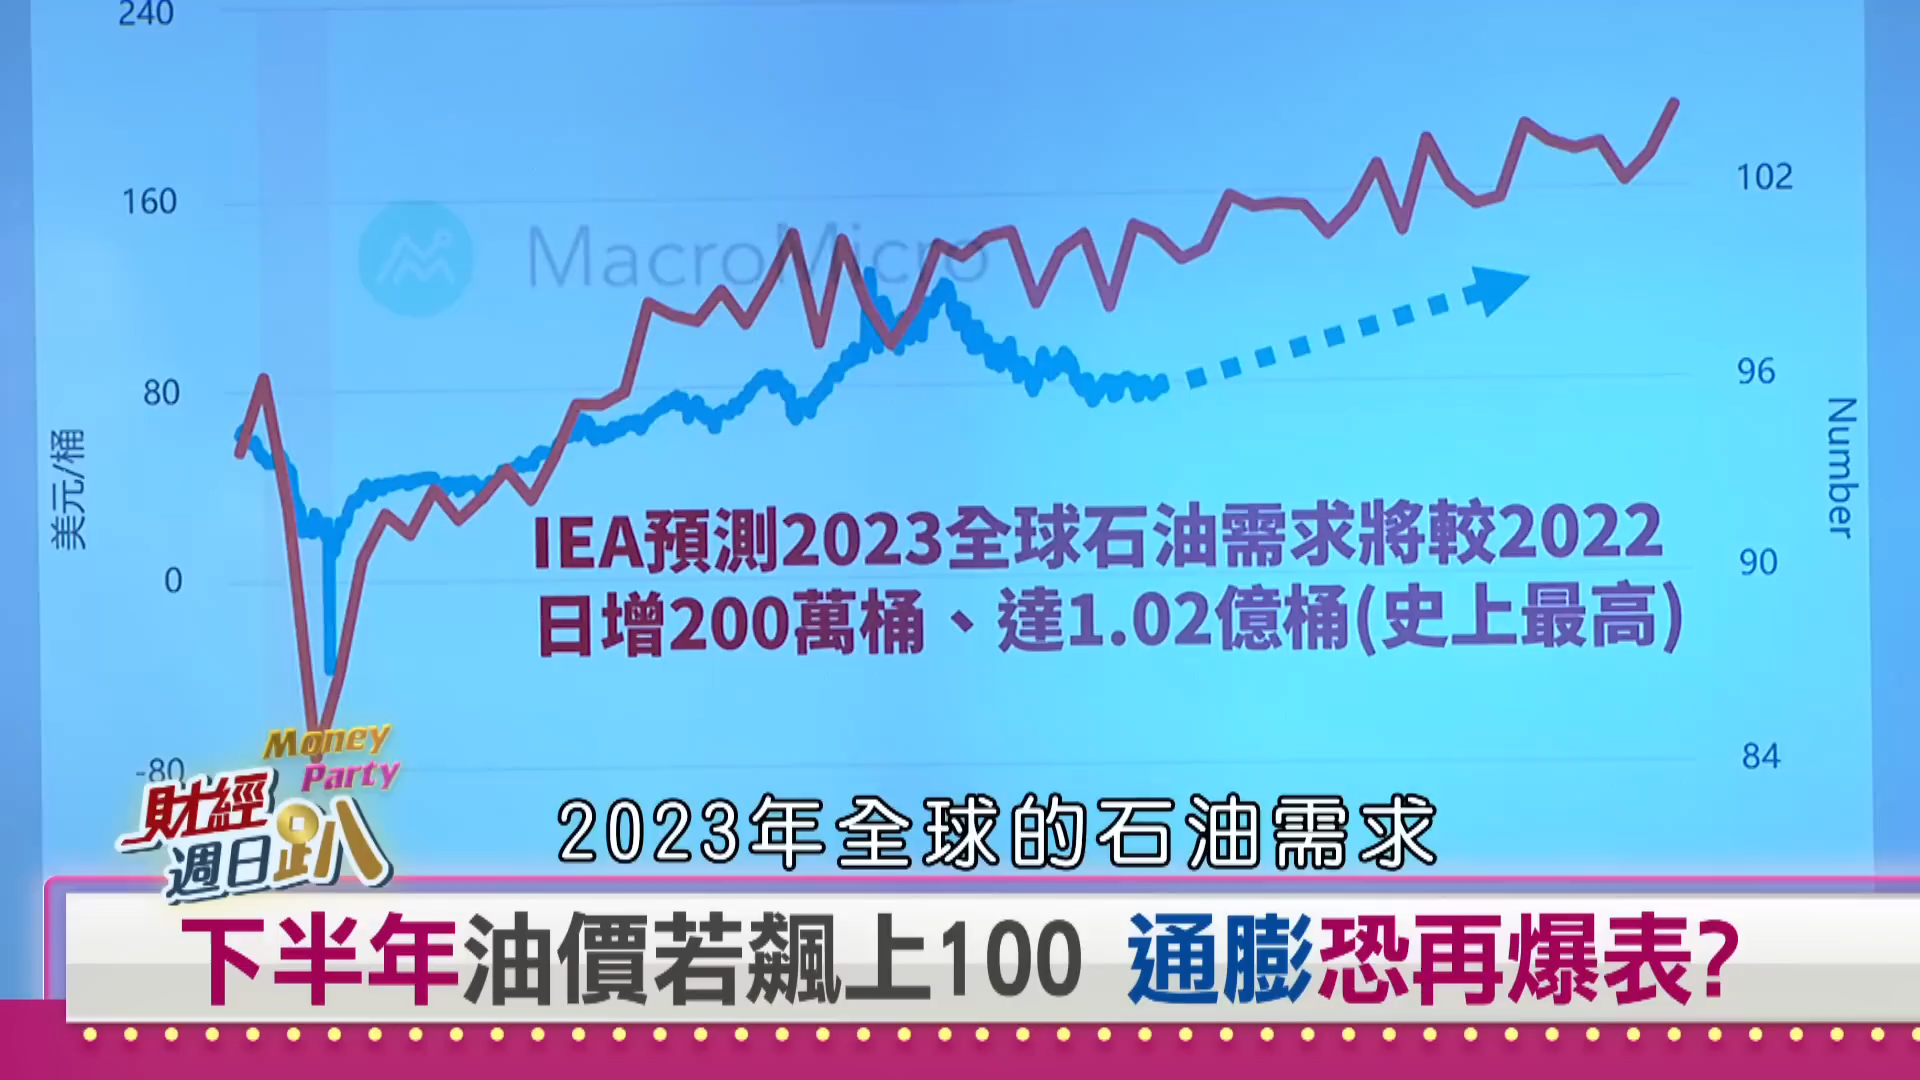 240
160
80
0
-80
美元/桶
102
96
90
84
Number
MacroMicro
IEA預測2023全球石油需求將較2022
日增200萬桶、達1.02億桶(史上最高)
Money
Party
財經
週日趴
2023年全球的石油需求
下半年油價若飆上100 通膨恐再爆表?